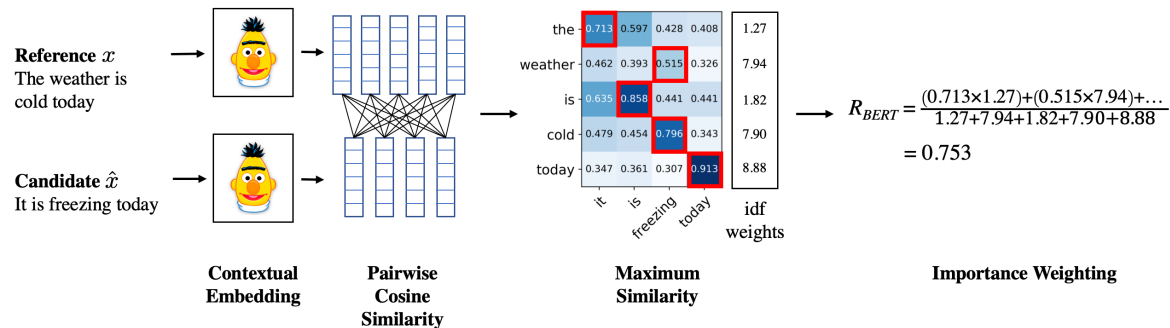 Reference x
The weather is
cold today
Candidate x̂
It is freezing today
Contextual
Embedding
Pairwise
Cosine
Similarity
the 0.713 0.597 0.428 0.408 1.27
weather 0.462 0.393 0.515 0.326 7.94
is 0.635 0.858 0.441 0.441 1.82
cold 0.479 0.454 0.796 0.343 7.90
today 0.347 0.361 0.307 0.913 8.88
it is freezing today
idf
weights
Maximum
Similarity
R_BERT = (0.713×1.27)+(0.515×7.94)+...
1.27+7.94+1.82+7.90+8.88
= 0.753
Importance Weighting